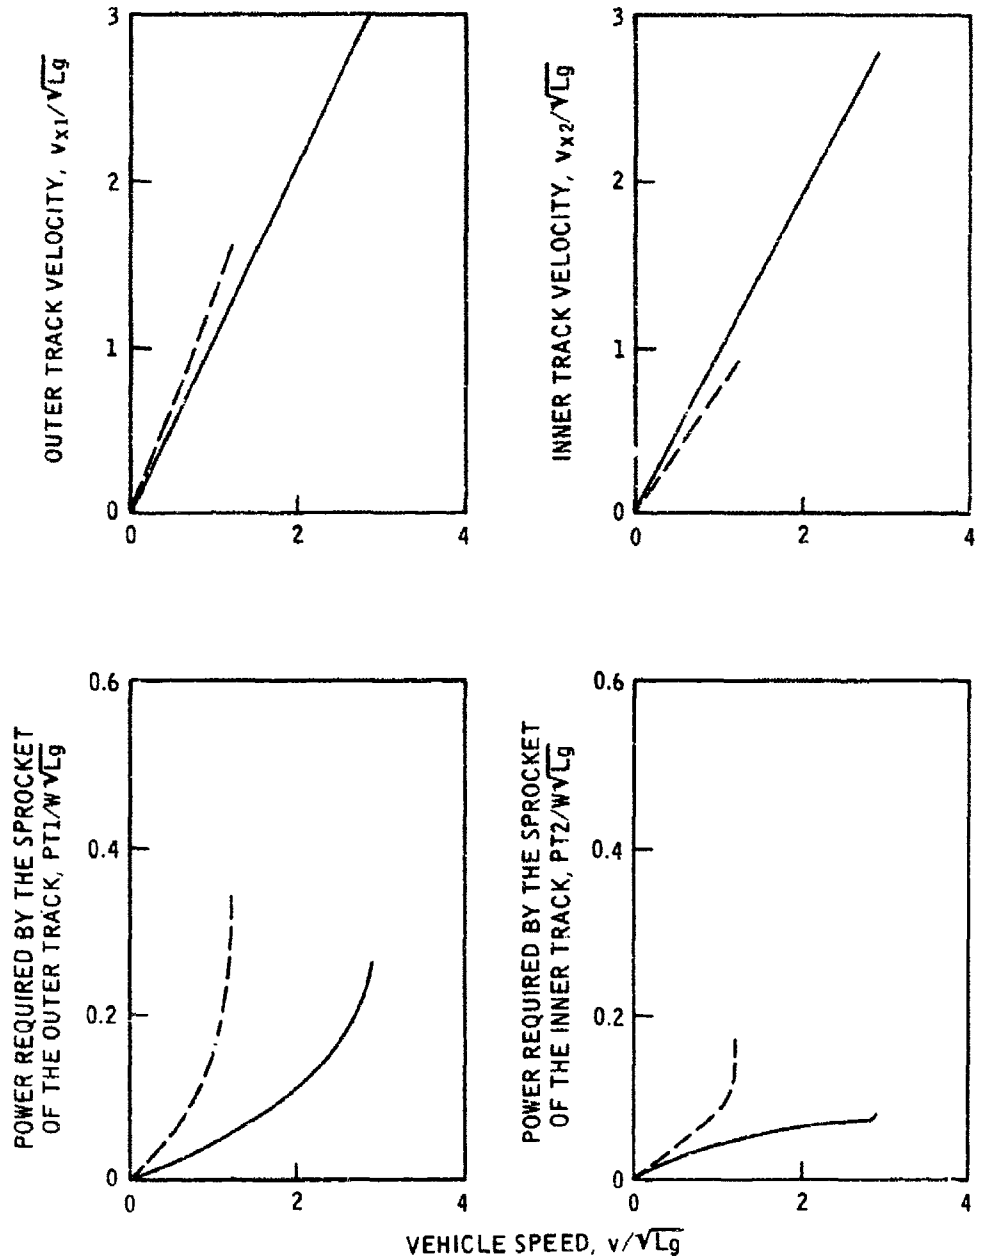 OUTER TRACK VELOCITY, vx1/√Lg
3
2
1
0
0 2 4
INNER TRACK VELOCITY, vx2/√Lg
3
2
1
0
0 2 4
POWER REQUIRED BY THE SPROCKET
OF THE OUTER TRACK, PT1/W√Lg
0.6
0.4
0.2
0
0 2 4
POWER REQUIRED BY THE SPROCKET
OF THE INNER TRACK, PT2/W√Lg
0.6
0.4
0.2
0
0 2 4
VEHICLE SPEED, v/√Lg